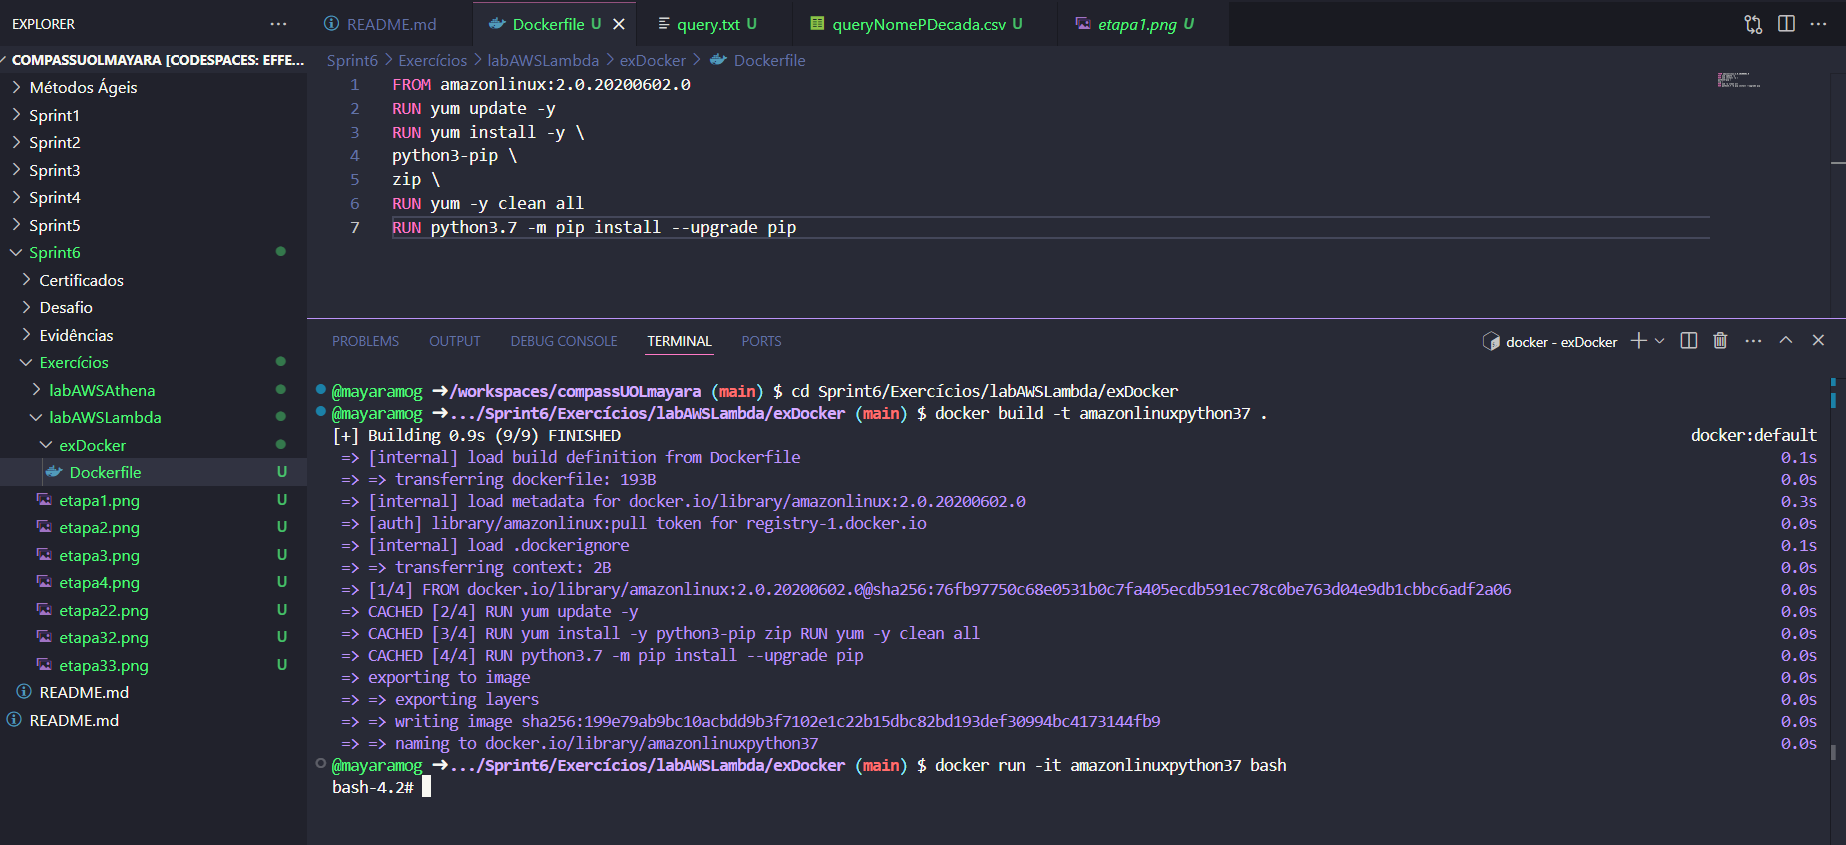 EXPLORER
README.md
Dockerfile U
query.txt U
queryNomePDecada.csv U
etapa1.png U
COMPASSUOLMAYARA [CODESPACES: EFFE...
Métodos Ágeis
Sprint1
Sprint2
Sprint3
Sprint4
Sprint5
Sprint6
Certificados
Desafio
Evidências
Exercícios
labAWSAthena
labAWSLambda
exDocker
Dockerfile U
etapa1.png U
etapa2.png U
etapa3.png U
etapa4.png U
etapa22.png U
etapa32.png U
etapa33.png U
README.md
README.md
Sprint6 > Exercícios > labAWSLambda > exDocker > Dockerfile
1 FROM amazonlinux:2.0.20200602.0
2 RUN yum update -y
3 RUN yum install -y \
4 python3-pip \
5 zip \
6 RUN yum -y clean all
7 RUN python3.7 -m pip install --upgrade pip
PROBLEMS OUTPUT DEBUG CONSOLE TERMINAL PORTS
docker - exDocker
@mayaramog ➜/workspaces/compassUOLmayara (main) $ cd Sprint6/Exercícios/labAWSLambda/exDocker
@mayaramog ➜.../Sprint6/Exercícios/labAWSLambda/exDocker (main) $ docker build -t amazonlinuxpython37 .
[+] Building 0.9s (9/9) FINISHED docker:default
=> [internal] load build definition from Dockerfile 0.1s
=> => transferring dockerfile: 193B 0.0s
=> [internal] load metadata for docker.io/library/amazonlinux:2.0.20200602.0 0.3s
=> [auth] library/amazonlinux:pull token for registry-1.docker.io 0.0s
=> [internal] load .dockerignore 0.1s
=> => transferring context: 2B 0.0s
=> [1/4] FROM docker.io/library/amazonlinux:2.0.20200602.0@sha256:76fb97750c68e0531b0c7fa405ecdb591ec78c0be763d04e9db1cbbc6adf2a06 0.0s
=> CACHED [2/4] RUN yum update -y 0.0s
=> CACHED [3/4] RUN yum install -y python3-pip zip RUN yum -y clean all 0.0s
=> CACHED [4/4] RUN python3.7 -m pip install --upgrade pip 0.0s
=> exporting to image 0.0s
=> => exporting layers 0.0s
=> => writing image sha256:199e79ab9bc10acbdd9b3f7102e1c22b15dbc82bd193def30994bc4173144fb9 0.0s
=> => naming to docker.io/library/amazonlinuxpython37 0.0s
@mayaramog ➜.../Sprint6/Exercícios/labAWSLambda/exDocker (main) $ docker run -it amazonlinuxpython37 bash
bash-4.2#